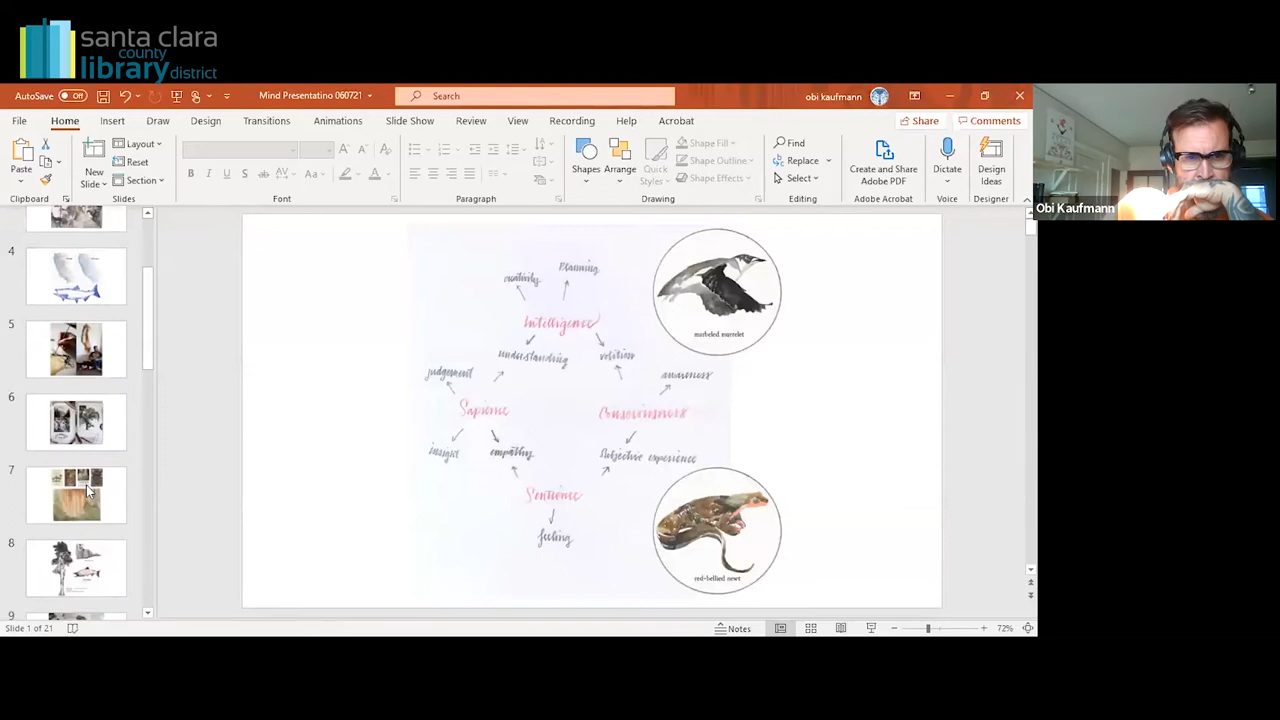 santa clara
county
library district
AutoSave Off
Mind Presentatino 060721
Search
obi kaufmann
File Home Insert Draw Design Transitions Animations Slide Show Review View Recording Help Acrobat
Share Comments
Paste
Clipboard
New
Slide
Layout
Reset
Section
Slides
B I U S
Aa
A
Font
Paragraph
Shapes
Arrange
Quick
Styles
Shape Fill
Shape Outline
Shape Effects
Drawing
Find
Replace
Select
Editing
Create and Share
Adobe PDF
Adobe Acrobat
Dictate
Voice
Design
Ideas
Designer
Obi Kaufmann
4
5
6
7
8
9
creativity
Planning
Intelligence
understanding
volition
judgement
awareness
Sapience
Consciousness
insight
empathy
Subjective experience
Sentience
feeling
marbeled murrelet
red-bellied newt
Slide 1 of 21
Notes
72%